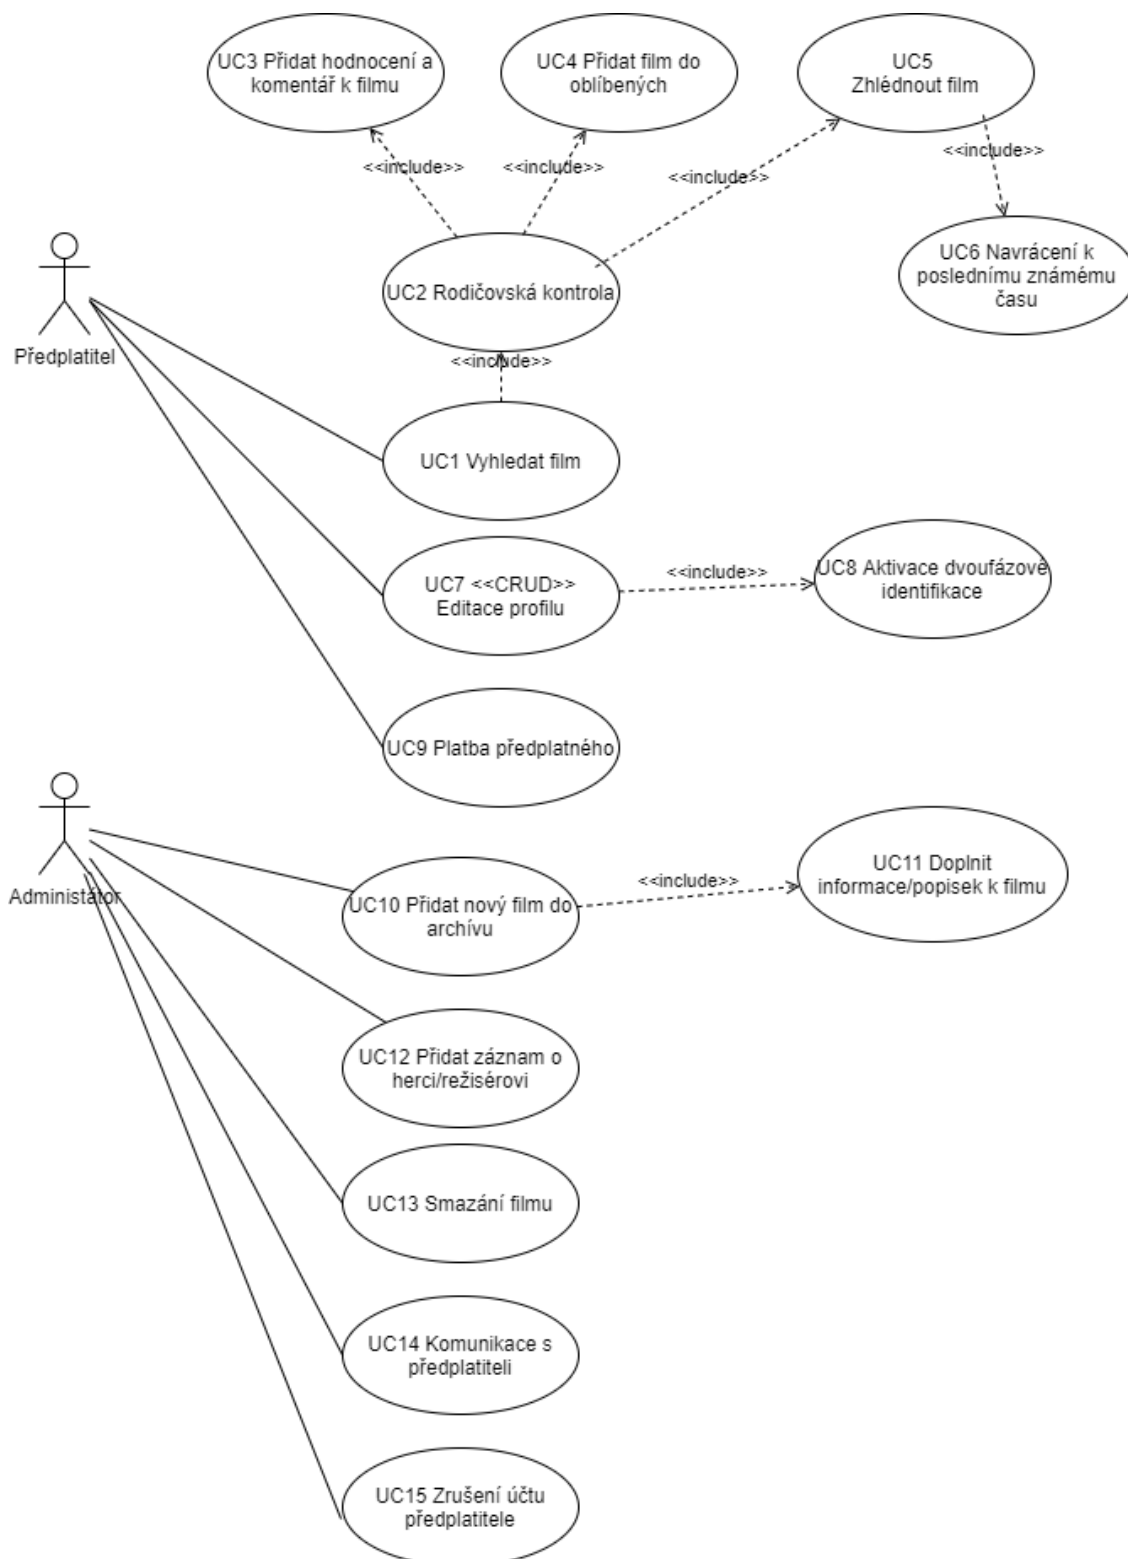 UC3 Přidat hodnocení a
komentář k filmu
UC4 Přidat film do
oblíbených
UC5
Zhlédnout film
<<include>>
<<include>>
<<include>>
<<include>>
UC2 Rodičovská kontrola
UC6 Navrácení k
poslednímu známému
času
Předplatitel
<<include>>
UC1 Vyhledat film
UC7 <<CRUD>>
Editace profilu
<<include>>
UC8 Aktivace dvoufázové
identifikace
UC9 Platba předplatného
Administátor
UC10 Přidat nový film do
archívu
<<include>>
UC11 Doplnit
informace/popisek k filmu
UC12 Přidat záznam o
herci/režisérovi
UC13 Smazání filmu
UC14 Komunikace s
předplatiteli
UC15 Zrušení účtu
předplatitele